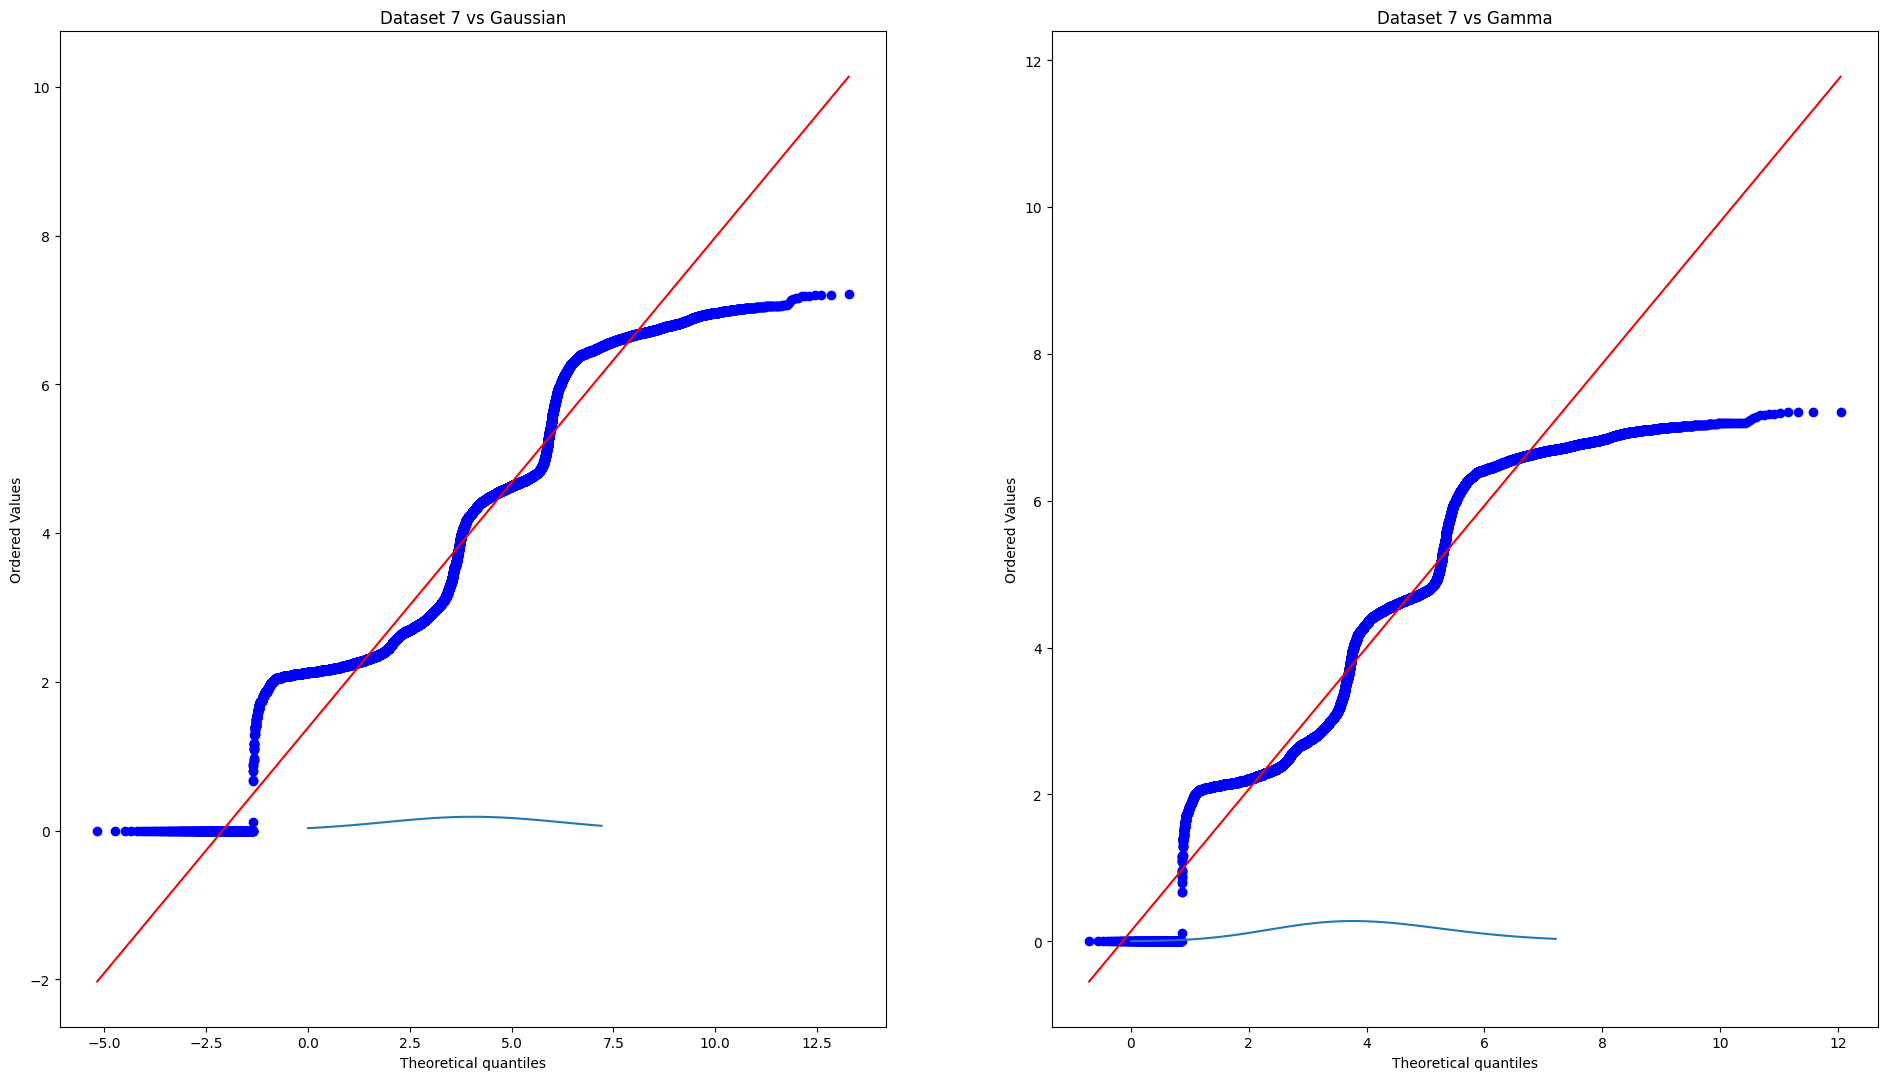 Dataset 7 vs Gaussian
10
8
6
4
2
0
−2
Ordered Values
−5.0 −2.5 0.0 2.5 5.0 7.5 10.0 12.5
Theoretical quantiles
Dataset 7 vs Gamma
12
10
8
6
4
2
0
Ordered Values
0 2 4 6 8 10 12
Theoretical quantiles